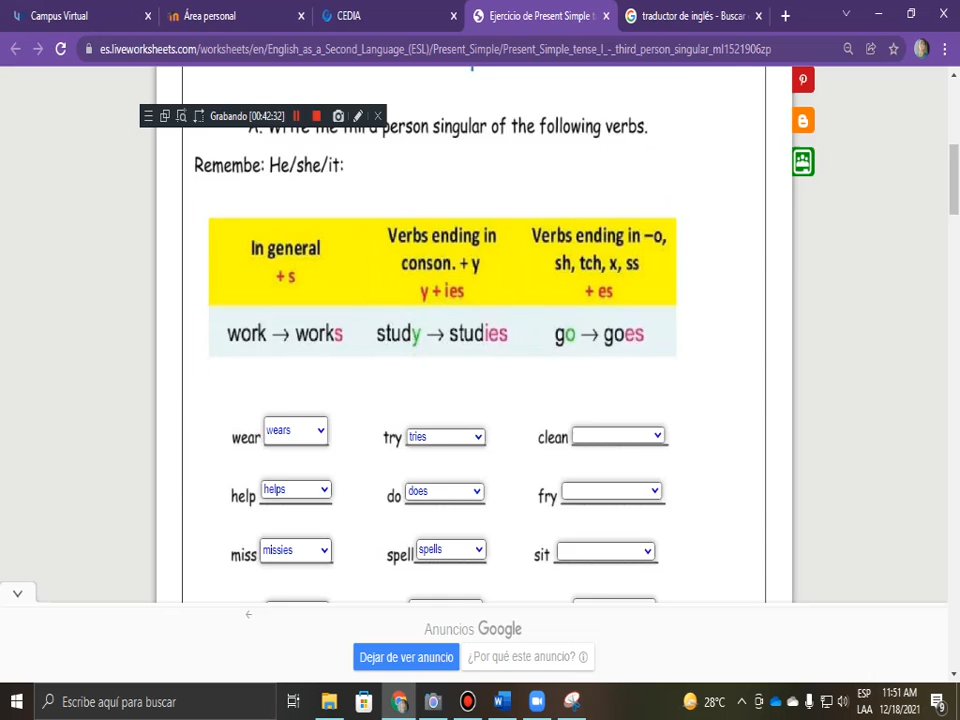 Campus Virtual
Área personal
CEDIA
Ejercicio de Present Simple t
traductor de inglés - Buscar
es.liveworksheets.com/worksheets/en/English_as_a_Second_Language_(ESL)/Present_Simple/Present_Simple_tense_I_-_third_person_singular_ml1521906zp
Grabando [00:42:32]
person singular of the following verbs.
Remembe: He/she/it:
In general
+ s
Verbs ending in
conson. + y
y + ies
Verbs ending in –o,
sh, tch, x, ss
+ es
work → works
study → studies
go → goes
wear wears
try tries
clean
help helps
do does
fry
miss missies
spell spells
sit
Anuncios Google
Dejar de ver anuncio
¿Por qué este anuncio?
Escribe aquí para buscar
28°C
ESP
LAA
11:51 AM
12/18/2021
9